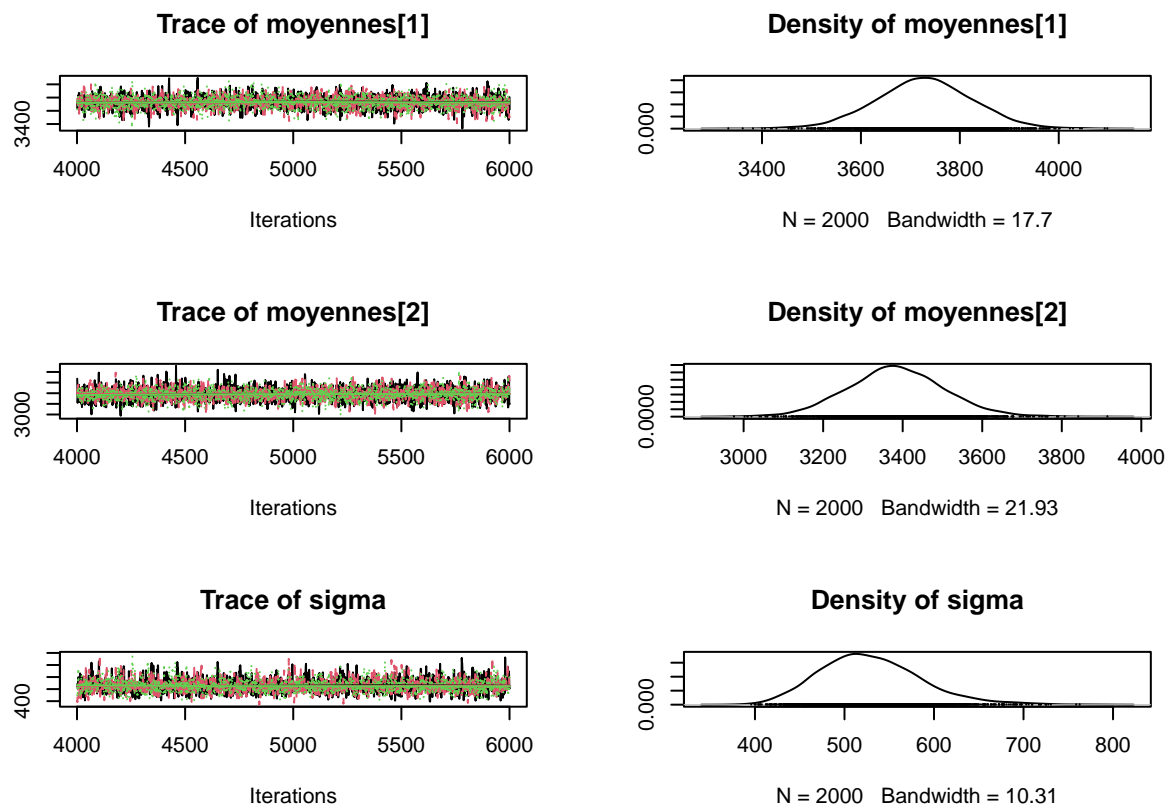 Trace of moyennes[1]
3400
4000 4500 5000 5500 6000
Iterations
Density of moyennes[1]
0.000
3400 3600 3800 4000
N = 2000 Bandwidth = 17.7
Trace of moyennes[2]
3000
4000 4500 5000 5500 6000
Iterations
Density of moyennes[2]
0.0000
3000 3200 3400 3600 3800 4000
N = 2000 Bandwidth = 21.93
Trace of sigma
400
4000 4500 5000 5500 6000
Iterations
Density of sigma
0.000
400 500 600 700 800
N = 2000 Bandwidth = 10.31